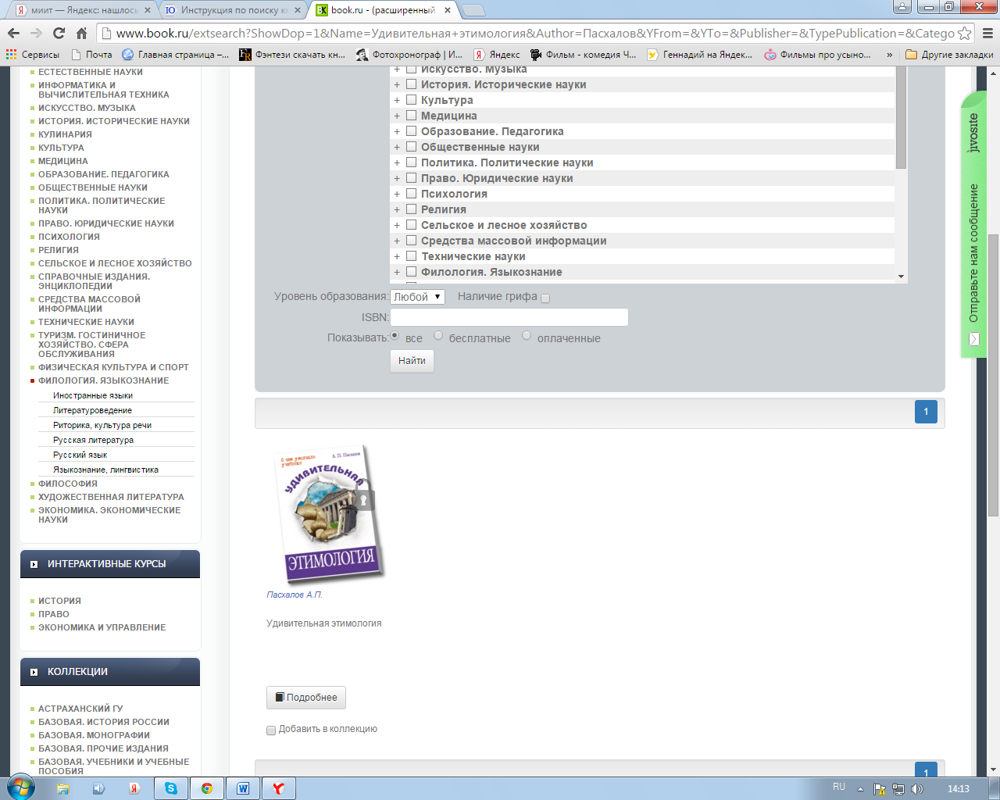 миит — Яндекс: нашлось
Инструкция по поиску кн
book.ru - (расширенный
www.book.ru/extsearch?ShowDop=1&Name=Удивительная+этимология&Author=Пасхалов&YFrom=&YTo=&Publisher=&TypePublication=&Catego
Сервисы
Почта
Главная страница –...
Фэнтези скачать кн...
Фотохронограф | И...
Яндекс
Фильм - комедия Ч...
Геннадий на Яндек...
Фильмы про усыно...
»
Другие закладки
ЕСТЕСТВЕННЫЕ НАУКИ
ИНФОРМАТИКА И
ВЫЧИСЛИТЕЛЬНАЯ ТЕХНИКА
ИСКУССТВО. МУЗЫКА
ИСТОРИЯ. ИСТОРИЧЕСКИЕ НАУКИ
КУЛИНАРИЯ
КУЛЬТУРА
МЕДИЦИНА
ОБРАЗОВАНИЕ. ПЕДАГОГИКА
ОБЩЕСТВЕННЫЕ НАУКИ
ПОЛИТИКА. ПОЛИТИЧЕСКИЕ
НАУКИ
ПРАВО. ЮРИДИЧЕСКИЕ НАУКИ
ПСИХОЛОГИЯ
РЕЛИГИЯ
СЕЛЬСКОЕ И ЛЕСНОЕ ХОЗЯЙСТВО
СПРАВОЧНЫЕ ИЗДАНИЯ.
ЭНЦИКЛОПЕДИИ
СРЕДСТВА МАССОВОЙ
ИНФОРМАЦИИ
ТЕХНИЧЕСКИЕ НАУКИ
ТУРИЗМ. ГОСТИНИЧНОЕ
ХОЗЯЙСТВО. СФЕРА
ОБСЛУЖИВАНИЯ
ФИЗИЧЕСКАЯ КУЛЬТУРА И СПОРТ
ФИЛОЛОГИЯ. ЯЗЫКОЗНАНИЕ
Иностранные языки
Литературоведение
Риторика, культура речи
Русская литература
Русский язык
Языкознание, лингвистика
ФИЛОСОФИЯ
ХУДОЖЕСТВЕННАЯ ЛИТЕРАТУРА
ЭКОНОМИКА. ЭКОНОМИЧЕСКИЕ
НАУКИ
ИНТЕРАКТИВНЫЕ КУРСЫ
ИСТОРИЯ
ПРАВО
ЭКОНОМИКА И УПРАВЛЕНИЕ
КОЛЛЕКЦИИ
АСТРАХАНСКИЙ ГУ
БАЗОВАЯ. ИСТОРИЯ РОССИИ
БАЗОВАЯ. МОНОГРАФИИ
БАЗОВАЯ. ПРОЧИЕ ИЗДАНИЯ
БАЗОВАЯ. УЧЕБНИКИ И УЧЕБНЫЕ
ПОСОБИЯ
+ Искусство. Музыка
+ История. Исторические науки
+ Культура
+ Медицина
+ Образование. Педагогика
+ Общественные науки
+ Политика. Политические науки
+ Право. Юридические науки
+ Психология
+ Религия
+ Сельское и лесное хозяйство
+ Средства массовой информации
+ Технические науки
+ Филология. Языкознание
Уровень образования: Любой Наличие грифа
ISBN:
Показывать: все бесплатные оплаченные
Найти
1
О чем умолчали
учебники
А. П. Пасхалов
УДИВИТЕЛЬНАЯ
ЭТИМОЛОГИЯ
Пасхалов А.П.
Удивительная этимология
Подробнее
Добавить в коллекцию
1
jivosite
Отправьте нам сообщение
RU
14:13